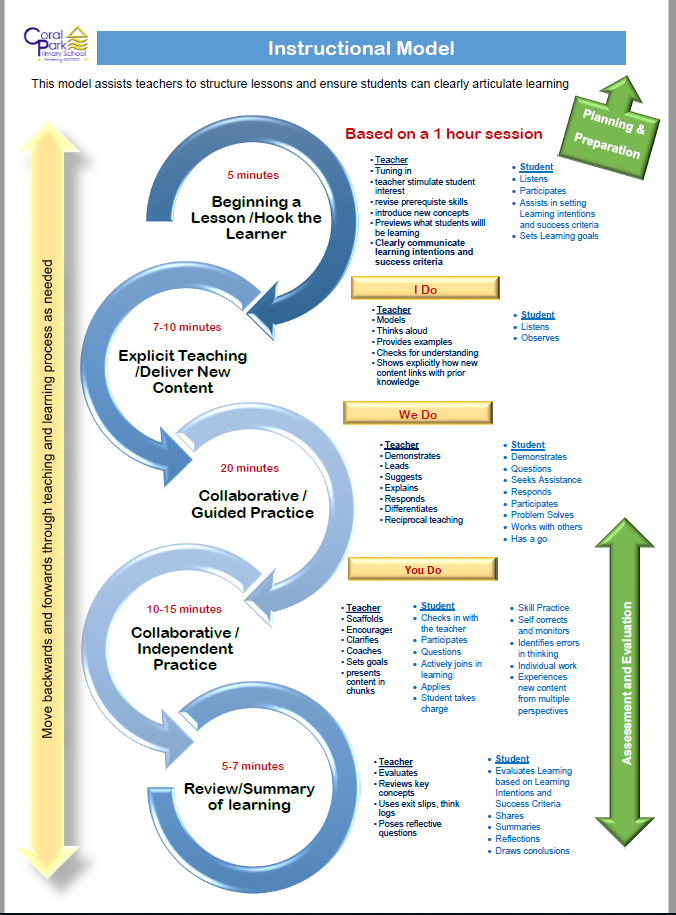 Coral
Park
Primary School
Instructional Model
This model assists teachers to structure lessons and ensure students can clearly articulate learning
Planning &
Preparation
Based on a 1 hour session
Move backwards and forwards through teaching and learning process as needed
5 minutes
Beginning a
Lesson /Hook the
Learner
• Teacher
• Tuning in
• teacher stimulate student
interest
• revise prerequiste skills
• introduce new concepts
• Previews what students willl
be learning
• Clearly communicate
learning intentions and
success criteria
• Student
• Listens
• Participates
• Assists in setting
Learning intentions
and success criteria
• Sets Learning goals
I Do
7-10 minutes
Explicit Teaching
/Deliver New
Content
• Teacher
• Models
• Thinks aloud
• Provides examples
• Checks for understanding
• Shows explicitly how new
content links with prior
knowledge
• Student
• Listens
• Observes
We Do
20 minutes
Collaborative /
Guided Practice
• Teacher
• Demonstrates
• Leads
• Suggests
• Explains
• Responds
• Differentiates
• Reciprocal teaching
• Student
• Demonstrates
• Questions
• Seeks Assistance
• Responds
• Participates
• Problem Solves
• Works with others
• Has a go
You Do
10-15 minutes
Collaborative /
Independent
Practice
• Teacher
• Scaffolds
• Encourages
• Clarifies
• Coaches
• Sets goals
• presents
content in
chunks
• Student
• Checks in with
the teacher
• Participates
• Questions
• Actively joins in
learning
• Applies
• Student takes
charge
• Skill Practice
• Self corrects
and monitors
• Identifies errors
in thinking
• Individual work
• Experiences
new content
from multiple
perspectives
Assessment and Evaluation
5-7 minutes
Review/Summary
of learning
• Teacher
• Evaluates
• Reviews key
concepts
• Uses exit slips, think
logs
• Poses reflective
questions
• Student
• Evaluates Learning
based on Learning
Intentions and
Success Criteria
• Shares
• Summaries
• Reflections
• Draws conclusions